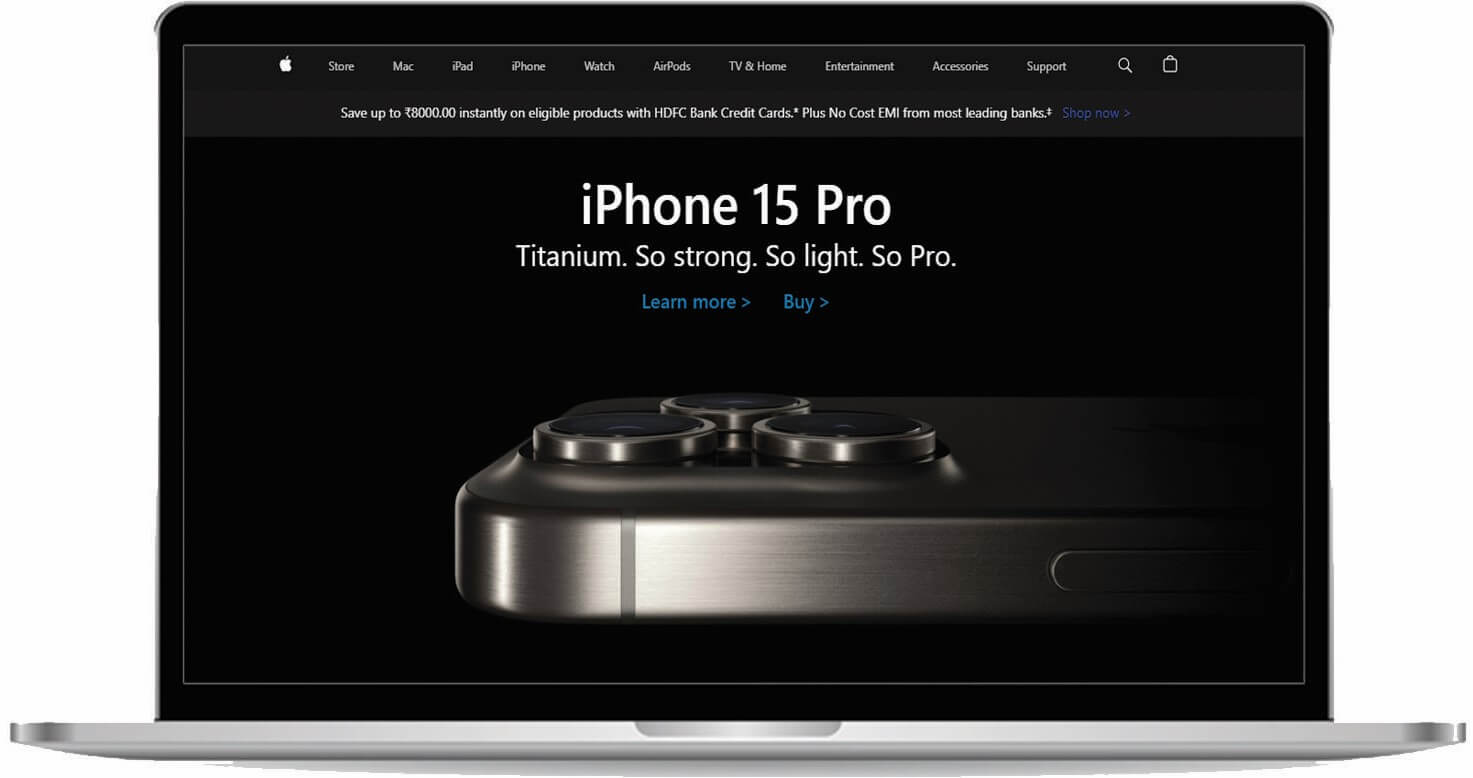 Store Mac iPad iPhone Watch AirPods TV & Home Entertainment Accessories Support
Save up to ₹8000.00 instantly on eligible products with HDFC Bank Credit Cards.* Plus No Cost EMI from most leading banks.‡ Shop now >
iPhone 15 Pro
Titanium. So strong. So light. So Pro.
Learn more > Buy >